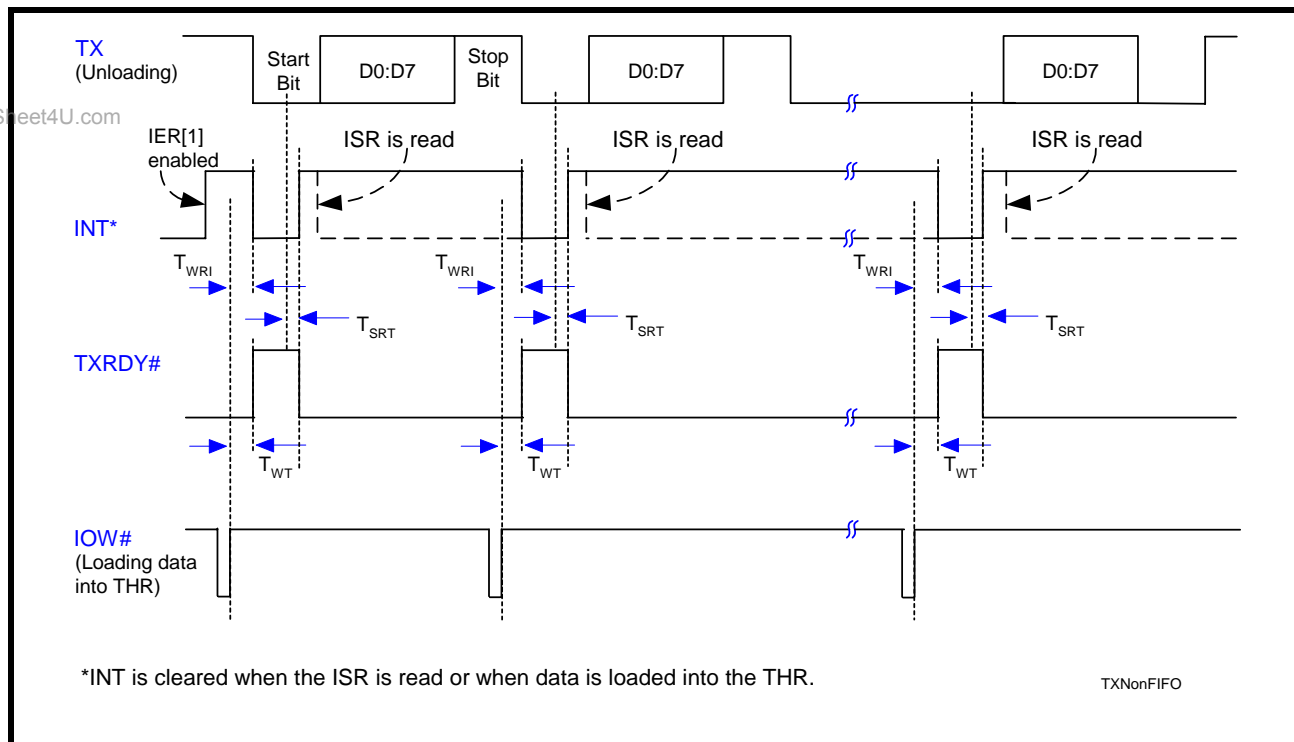 TX
(Unloading)
Start
Bit
D0:D7
Stop
Bit
D0:D7
D0:D7
heet4U.com
IER[1]
enabled
ISR is read
ISR is read
ISR is read
INT*
TWRI
TWRI
TWRI
TSRT
TSRT
TSRT
TXRDY#
TWT
TWT
TWT
IOW#
(Loading data
into THR)
*INT is cleared when the ISR is read or when data is loaded into the THR.
TXNonFIFO